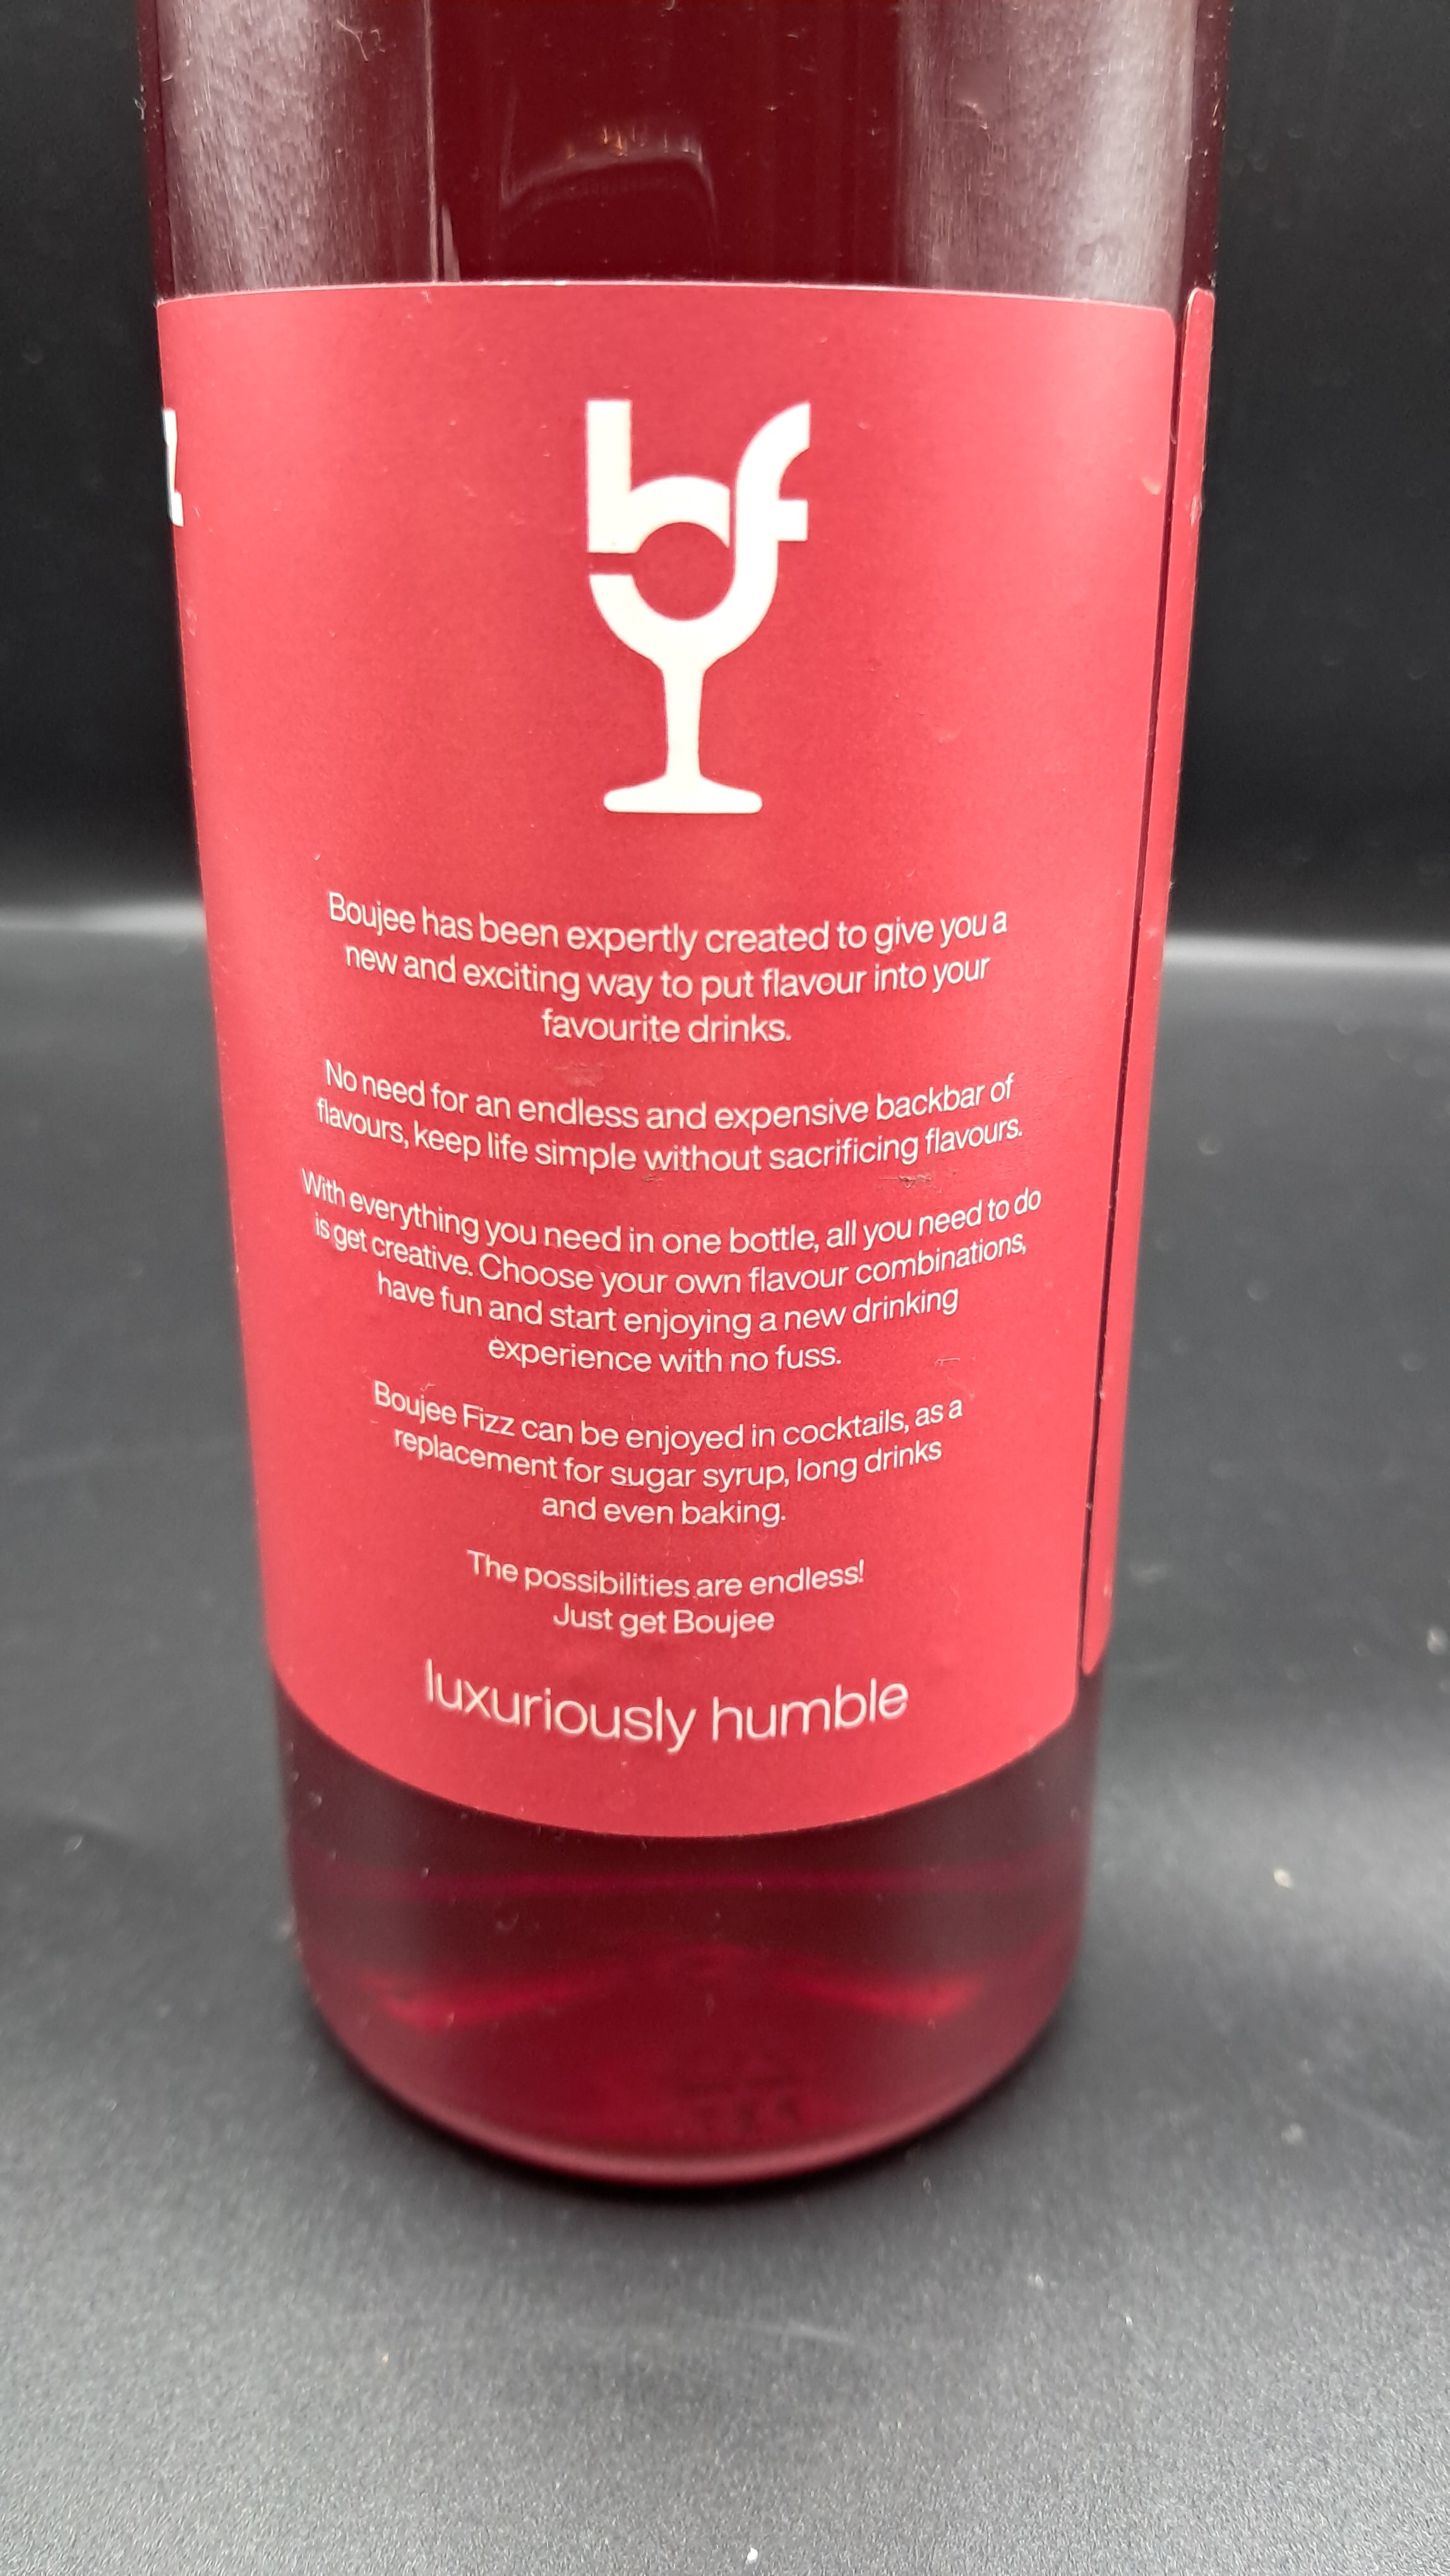 bf
Boujee has been expertly created to give you a
new and exciting way to put flavour into your
favourite drinks.
No need for an endless and expensive backbar of
flavours, keep life simple without sacrificing flavours.
With everything you need in one bottle, all you need to do
is get creative. Choose your own flavour combinations,
have fun and start enjoying a new drinking
experience with no fuss.
Boujee Fizz can be enjoyed in cocktails, as a
replacement for sugar syrup, long drinks
and even baking.
The possibilities are endless!
Just get Boujee
luxuriously humble